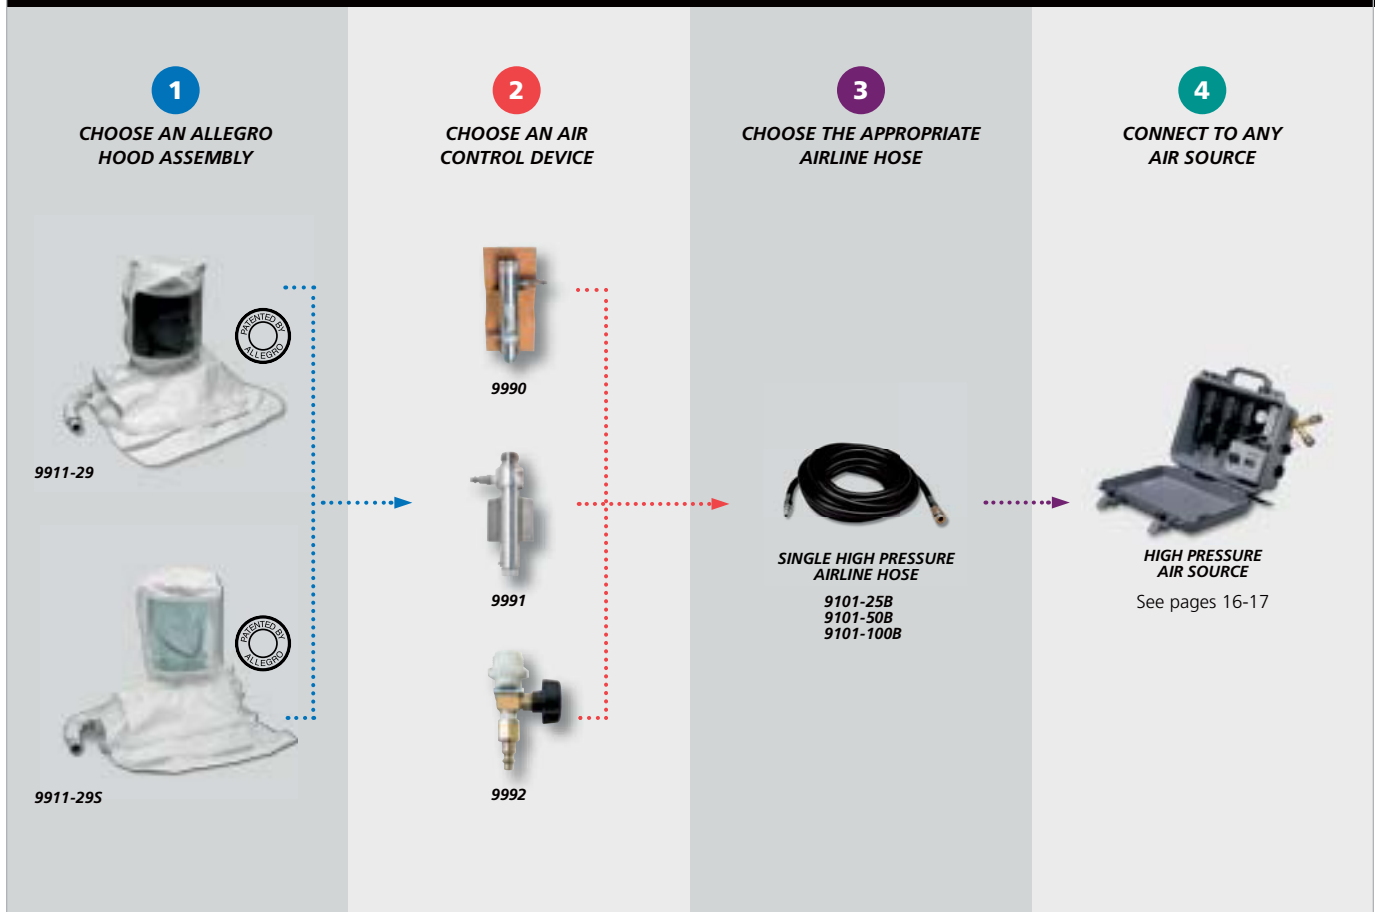 1
CHOOSE AN ALLEGRO
HOOD ASSEMBLY
PATENTED BY
ALLEGRO
9911-29
PATENTED BY
ALLEGRO
9911-29S
2
CHOOSE AN AIR
CONTROL DEVICE
9990
9991
9992
3
CHOOSE THE APPROPRIATE
AIRLINE HOSE
SINGLE HIGH PRESSURE
AIRLINE HOSE
9101-25B
9101-50B
9101-100B
4
CONNECT TO ANY
AIR SOURCE
HIGH PRESSURE
AIR SOURCE
See pages 16-17